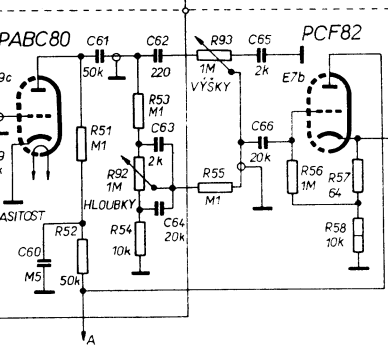 PABC80
C61
50k
C62
220
R93
1M
VÝŠKY
C65
2k
PCF82
9c
E7b
R53
M1
R51
M1
C63
2k
R92
1M
HLOUBKY
C66
20k
R56
1M
R57
64
R55
M1
ASITOST
C64
20k
R54
10k
R52
50k
C60
M5
R58
10k
A